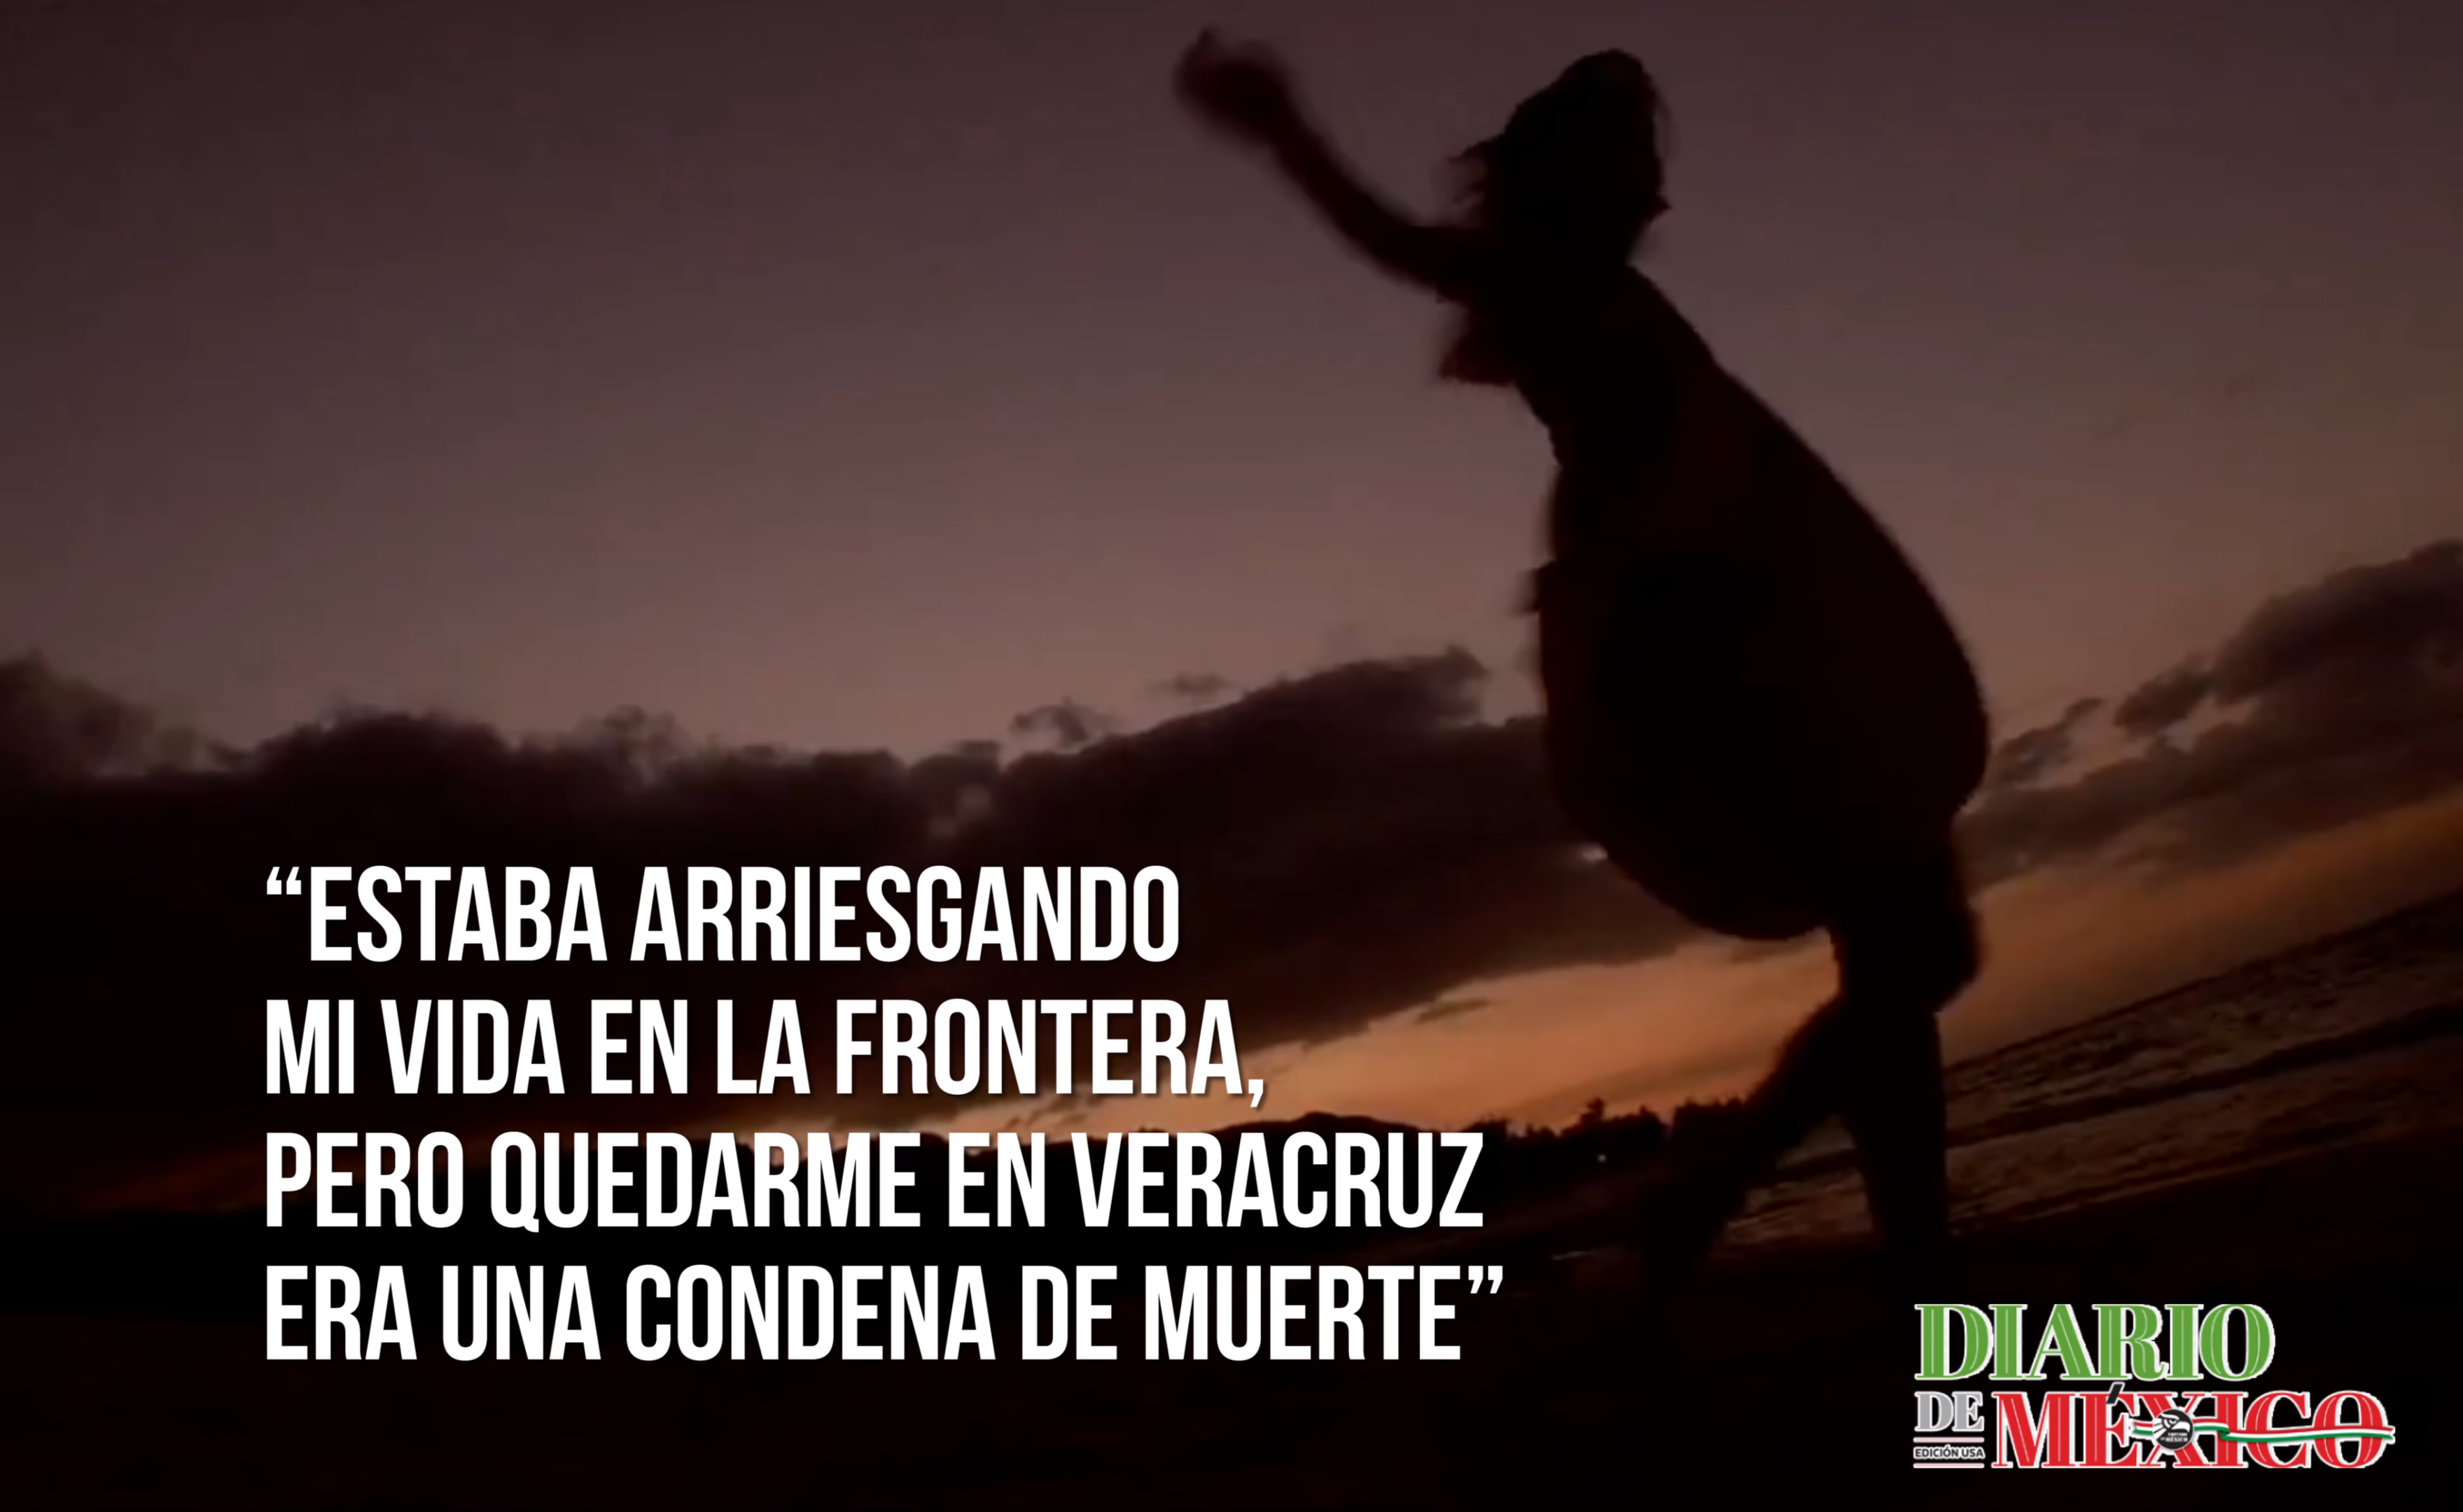 “ESTABA ARRIESGANDO
MI VIDA EN LA FRONTERA,
PERO QUEDARME EN VERACRUZ
ERA UNA CONDENA DE MUERTE”
DIARIO
DE MÉXICO
EDICIÓN USA